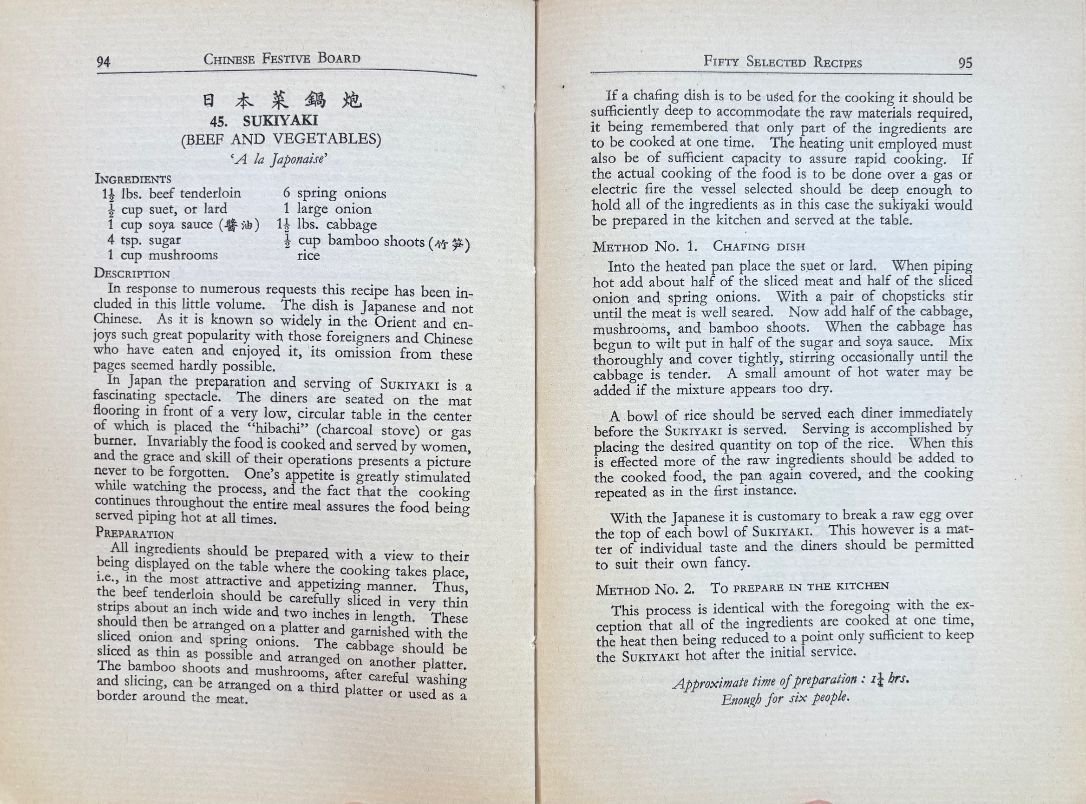 94
CHINESE FESTIVE BOARD
日 本 菜 鍋 炮
45. SUKIYAKI
(BEEF AND VEGETABLES)
‘A la Japonaise’
INGREDIENTS
1½ lbs. beef tenderloin
½ cup suet, or lard
1 cup soya sauce (醬油)
4 tsp. sugar
1 cup mushrooms
6 spring onions
1 large onion
1½ lbs. cabbage
½ cup bamboo shoots (竹笋)
rice
DESCRIPTION
In response to numerous requests this recipe has been in-
cluded in this little volume. The dish is Japanese and not
Chinese. As it is known so widely in the Orient and en-
joys such great popularity with those foreigners and Chinese
who have eaten and enjoyed it, its omission from these
pages seemed hardly possible.
In Japan the preparation and serving of SUKIYAKI is a
fascinating spectacle. The diners are seated on the mat
flooring in front of a very low, circular table in the center
of which is placed the “hibachi” (charcoal stove) or gas
burner. Invariably the food is cooked and served by women,
and the grace and skill of their operations presents a picture
never to be forgotten. One’s appetite is greatly stimulated
while watching the process, and the fact that the cooking
continues throughout the entire meal assures the food being
served piping hot at all times.
PREPARATION
All ingredients should be prepared with a view to their
being displayed on the table where the cooking takes place,
i.e., in the most attractive and appetizing manner. Thus,
the beef tenderloin should be carefully sliced in very thin
strips about an inch wide and two inches in length. These
should then be arranged on a platter and garnished with the
sliced onion and spring onions. The cabbage should be
sliced as thin as possible and arranged on another platter.
The bamboo shoots and mushrooms, after careful washing
and slicing, can be arranged on a third platter or used as a
border around the meat.
FIFTY SELECTED RECIPES
95
If a chafing dish is to be used for the cooking it should be
sufficiently deep to accommodate the raw materials required,
it being remembered that only part of the ingredients are
to be cooked at one time. The heating unit employed must
also be of sufficient capacity to assure rapid cooking. If
the actual cooking of the food is to be done over a gas or
electric fire the vessel selected should be deep enough to
hold all of the ingredients as in this case the sukiyaki would
be prepared in the kitchen and served at the table.
METHOD NO. 1. CHAFING DISH
Into the heated pan place the suet or lard. When piping
hot add about half of the sliced meat and half of the sliced
onion and spring onions. With a pair of chopsticks stir
until the meat is well seared. Now add half of the cabbage,
mushrooms, and bamboo shoots. When the cabbage has
begun to wilt put in half of the sugar and soya sauce. Mix
thoroughly and cover tightly, stirring occasionally until the
cabbage is tender. A small amount of hot water may be
added if the mixture appears too dry.
A bowl of rice should be served each diner immediately
before the SUKIYAKI is served. Serving is accomplished by
placing the desired quantity on top of the rice. When this
is effected more of the raw ingredients should be added to
the cooked food, the pan again covered, and the cooking
repeated as in the first instance.
With the Japanese it is customary to break a raw egg over
the top of each bowl of SUKIYAKI. This however is a mat-
ter of individual taste and the diners should be permitted
to suit their own fancy.
METHOD NO. 2. TO PREPARE IN THE KITCHEN
This process is identical with the foregoing with the ex-
ception that all of the ingredients are cooked at one time,
the heat then being reduced to a point only sufficient to keep
the SUKIYAKI hot after the initial service.
Approximate time of preparation : 1¼ hrs.
Enough for six people.